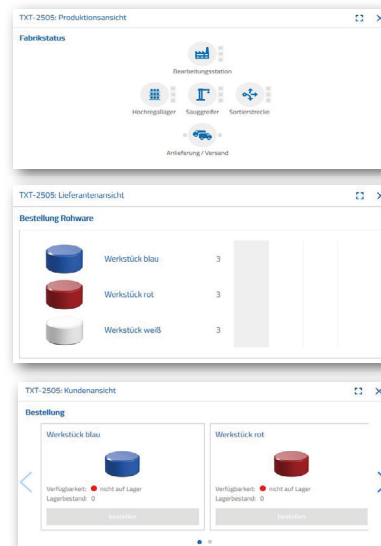 TXT-2505: Produktionsansicht
Fabrikstatus
Bearbeitungsstation
Hochregallager Sauggreifer Sortierstrecke
Anlieferung / Versand
TXT-2505: Lieferantenansicht
Bestellung Rohware
Werkstück blau 3
Werkstück rot 3
Werkstück weiß 3
TXT-2505: Kundenansicht
Bestellung
Werkstück blau Werkstück rot
Verfügbarkeit: nicht auf Lager Verfügbarkeit: nicht auf Lager
Lagerbestand: 0 Lagerbestand: 0
bestellen bestellen